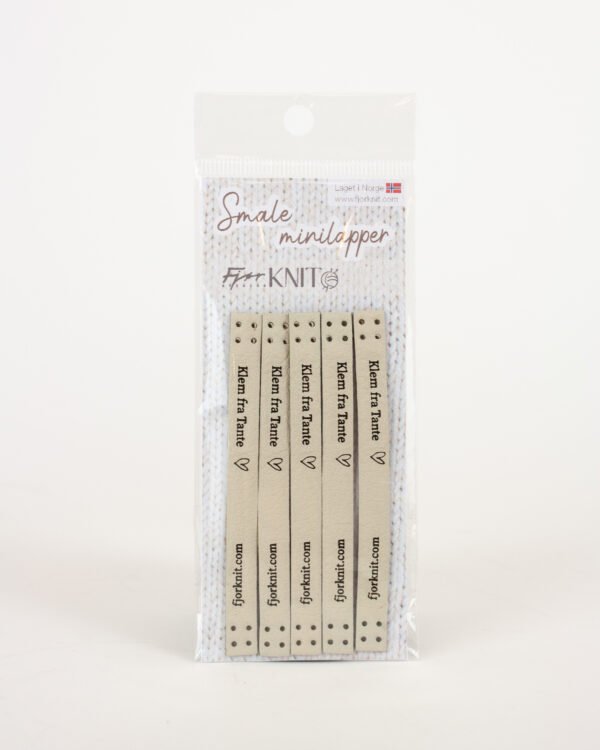 Laget i Norge
www.fjorknit.com
Smale
minilapper
Fjør KNIT
Klem fra Tante
fjorknit.com
Klem fra Tante
fjorknit.com
Klem fra Tante
fjorknit.com
Klem fra Tante
fjorknit.com
Klem fra Tante
fjorknit.com